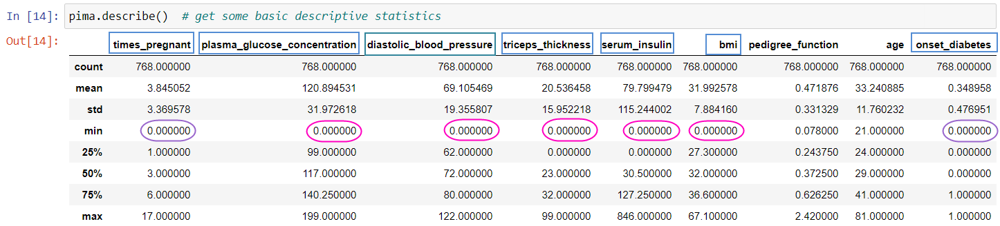 In [14]: pima.describe()  # get some basic descriptive statistics
Out[14]:
times_pregnant plasma_glucose_concentration diastolic_blood_pressure triceps_thickness serum_insulin bmi pedigree_function age onset_diabetes
count 768.000000 768.000000 768.000000 768.000000 768.000000 768.000000 768.000000 768.000000 768.000000
mean 3.845052 120.894531 69.105469 20.536458 79.799479 31.992578 0.471876 33.240885 0.348958
std 3.369578 31.972618 19.355807 15.952218 115.244002 7.884160 0.331329 11.760232 0.476951
min 0.000000 0.000000 0.000000 0.000000 0.000000 0.000000 0.078000 21.000000 0.000000
25% 1.000000 99.000000 62.000000 0.000000 0.000000 27.300000 0.243750 24.000000 0.000000
50% 3.000000 117.000000 72.000000 23.000000 30.500000 32.000000 0.372500 29.000000 0.000000
75% 6.000000 140.250000 80.000000 32.000000 127.250000 36.600000 0.626250 41.000000 1.000000
max 17.000000 199.000000 122.000000 99.000000 846.000000 67.100000 2.420000 81.000000 1.000000